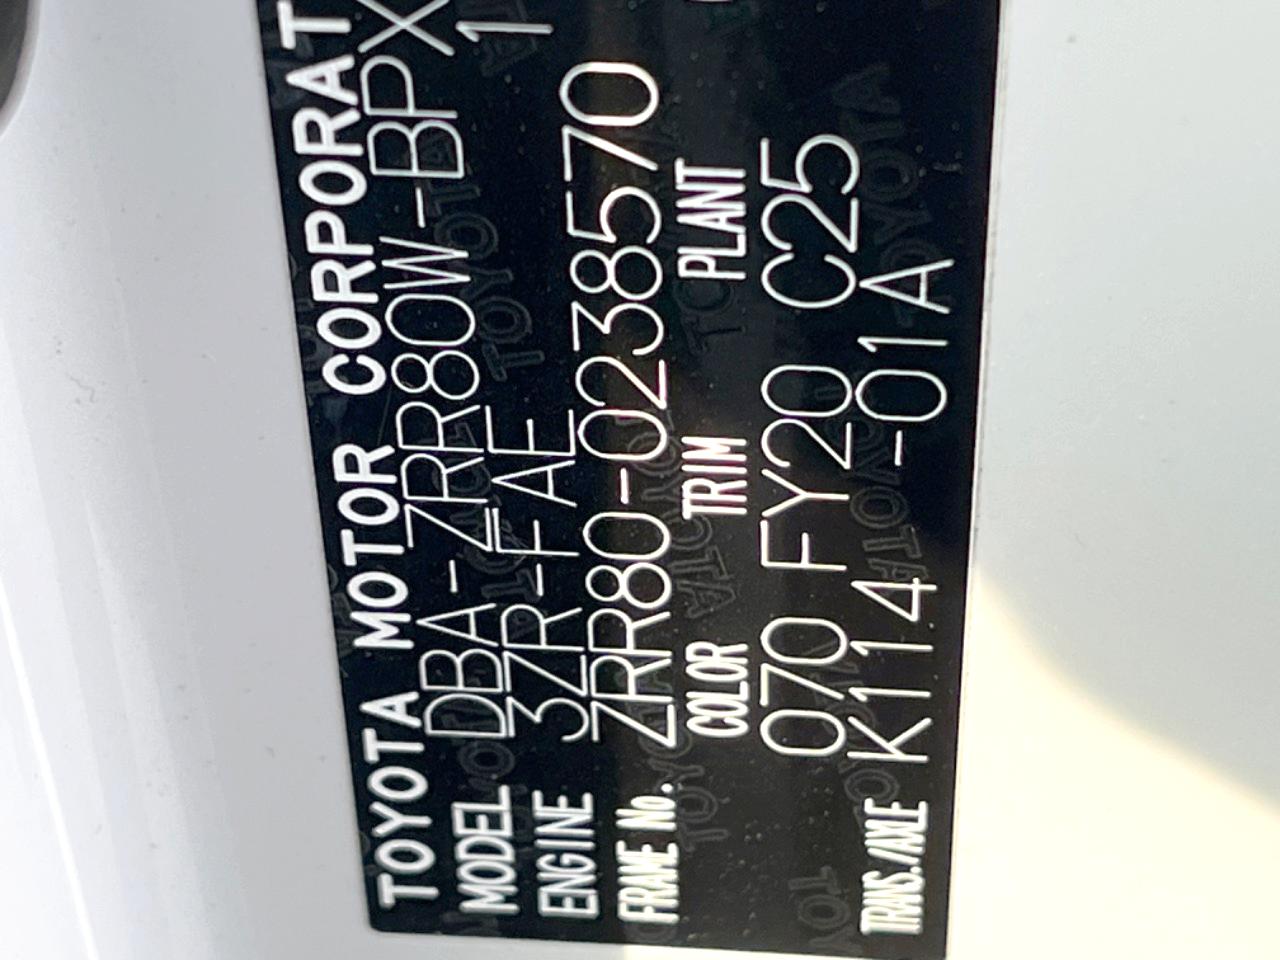 TOYOTA MOTOR CORPORAT
MODEL DBA-ZRR80W-BPX
ENGINE 3ZR-FAE 1
FRAME No. ZRR80-0238570
COLOR TRIM PLANT
070 FY20 C25
TRANS./AXLE K114-01A